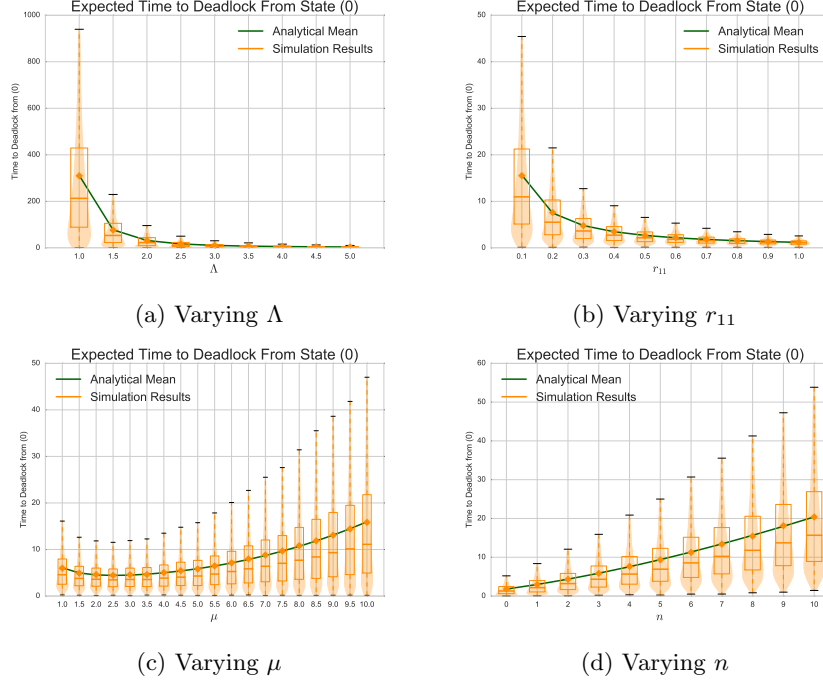 Expected Time to Deadlock From State (0)
Analytical Mean
Simulation Results
Time to Deadlock from (0)
1000
800
600
400
200
0
1.0 1.5 2.0 2.5 3.0 3.5 4.0 4.5 5.0
Λ
(a) Varying Λ
Expected Time to Deadlock From State (0)
Analytical Mean
Simulation Results
Time to Deadlock from (0)
50
40
30
20
10
0
0.1 0.2 0.3 0.4 0.5 0.6 0.7 0.8 0.9 1.0
r₁₁
(b) Varying r₁₁
Expected Time to Deadlock From State (0)
Analytical Mean
Simulation Results
Time to Deadlock from (0)
50
40
30
20
10
0
1.0 1.5 2.0 2.5 3.0 3.5 4.0 4.5 5.0 5.5 6.0 6.5 7.0 7.5 8.0 8.5 9.0 9.5 10.0
μ
(c) Varying μ
Expected Time to Deadlock From State (0)
Analytical Mean
Simulation Results
Time to Deadlock from (0)
60
50
40
30
20
10
0
0 1 2 3 4 5 6 7 8 9 10
n
(d) Varying n